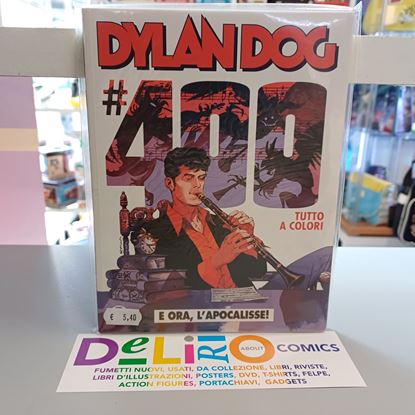 DYLAN DOG
#400
TUTTO
A COLORI
E ORA, L'APOCALISSE!
€ 5,40
DELIRIO ABOUT COMICS
FUMETTI NUOVI, USATI, DA COLLEZIONE, LIBRI, RIVISTE,
LIBRI D'ILLUSTRAZIONI, POSTERS, DVD, T-SHIRTS, FELPE,
ACTION FIGURES, PORTACHIAVI, GADGETS